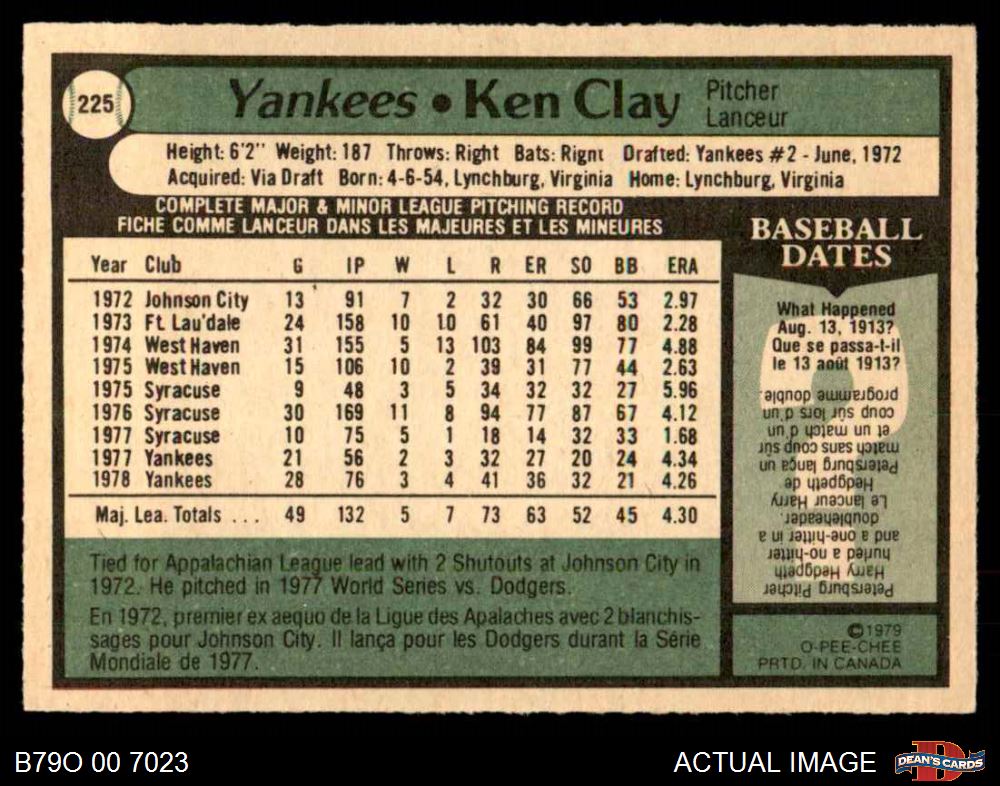 225
Yankees • Ken Clay Pitcher
Lanceur
Height: 6'2" Weight: 187 Throws: Right Bats: Right Drafted: Yankees #2 - June, 1972
Acquired: Via Draft Born: 4-6-54, Lynchburg, Virginia Home: Lynchburg, Virginia
COMPLETE MAJOR & MINOR LEAGUE PITCHING RECORD
FICHE COMME LANCEUR DANS LES MAJEURES ET LES MINEURES
Year Club G IP W L R ER SO BB ERA
1972 Johnson City 13 91 7 2 32 30 66 53 2.97
1973 Ft. Lau'dale 24 158 10 10 61 40 97 80 2.28
1974 West Haven 31 155 5 13 103 84 99 77 4.88
1975 West Haven 15 106 10 2 39 31 77 44 2.63
1975 Syracuse 9 48 3 5 34 32 32 27 5.96
1976 Syracuse 30 169 11 8 94 77 87 67 4.12
1977 Syracuse 10 75 5 1 18 14 32 33 1.68
1977 Yankees 21 56 2 3 32 27 20 24 4.34
1978 Yankees 28 76 3 4 41 36 32 21 4.26
Maj. Lea. Totals ... 49 132 5 7 73 63 52 45 4.30
Tied for Appalachian League lead with 2 Shutouts at Johnson City in
1972. He pitched in 1977 World Series vs. Dodgers.
En 1972, premier ex aequo de la Ligue des Apalaches avec 2 blanchis-
sages pour Johnson City. Il lança pour les Dodgers durant la Série
Mondiale de 1977.
BASEBALL
DATES
What Happened
Aug. 13, 1913?
Que se passa-t-il
le 13 août 1913?
Petersburg Pitcher
Harry Hedgpeth
hurled a no-hitter
and a one-hitter in a
doubleheader.
Le lanceur Harry
Hedgpeth de
Petersburg lança un
match sans coup sûr
et un match d'un
coup sûr lors d'un
programme double.
©1979
O-PEE-CHEE
PRTD. IN CANADA
B79O 00 7023
ACTUAL IMAGE
D
DEAN'S CARDS